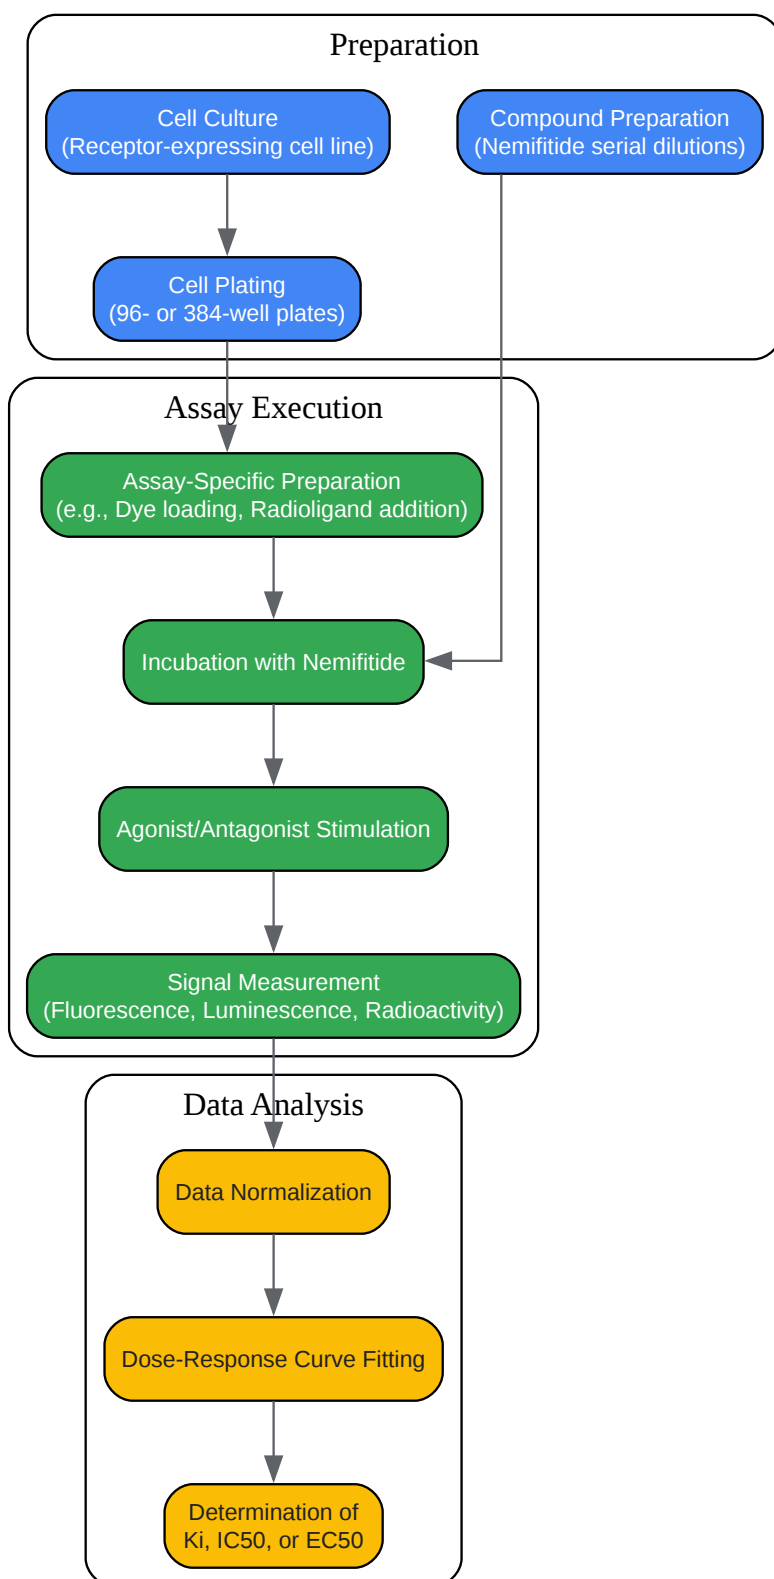 Preparation
Cell Culture
(Receptor-expressing cell line)
Compound Preparation
(Nemifitide serial dilutions)
Cell Plating
(96- or 384-well plates)
Assay Execution
Assay-Specific Preparation
(e.g., Dye loading, Radioligand addition)
Incubation with Nemifitide
Agonist/Antagonist Stimulation
Signal Measurement
(Fluorescence, Luminescence, Radioactivity)
Data Analysis
Data Normalization
Dose-Response Curve Fitting
Determination of
Ki, IC50, or EC50